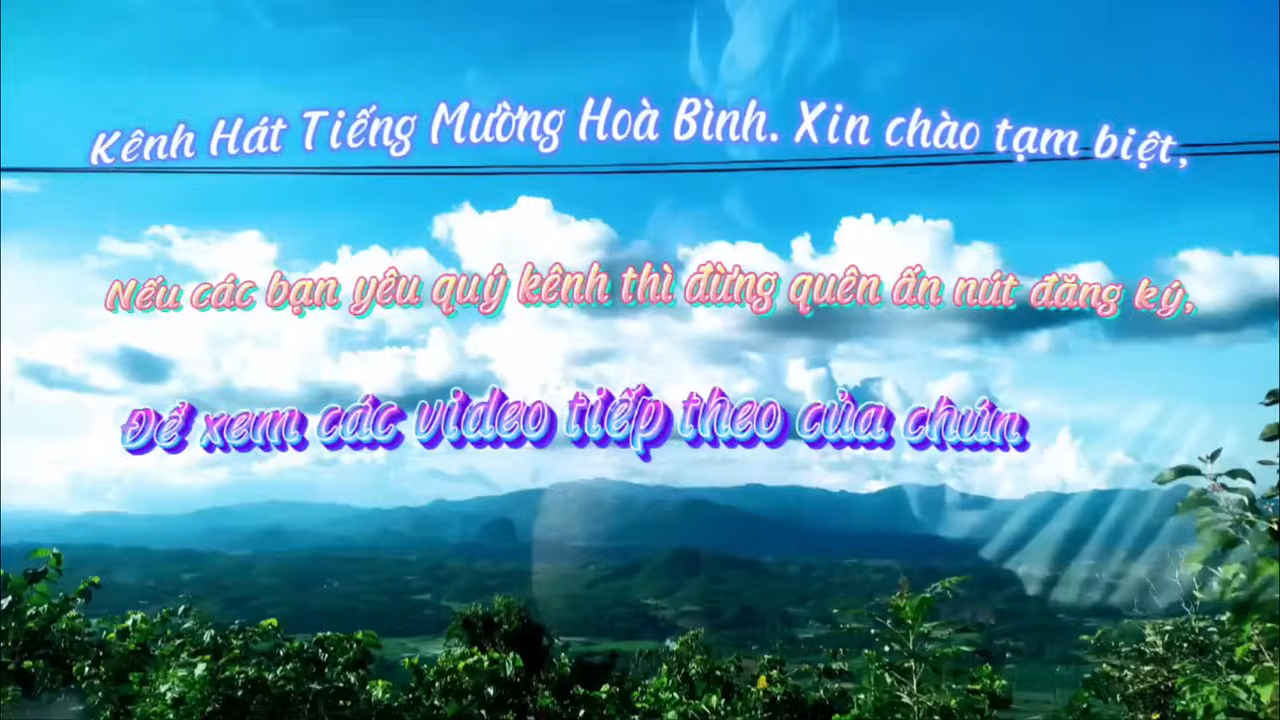 Kênh Hát Tiếng Mường Hoà Bình. Xin chào tạm biệt,
Nếu các bạn yêu quý kênh thì đừng quên ấn nút đăng ký,
Để xem các video tiếp theo của chún